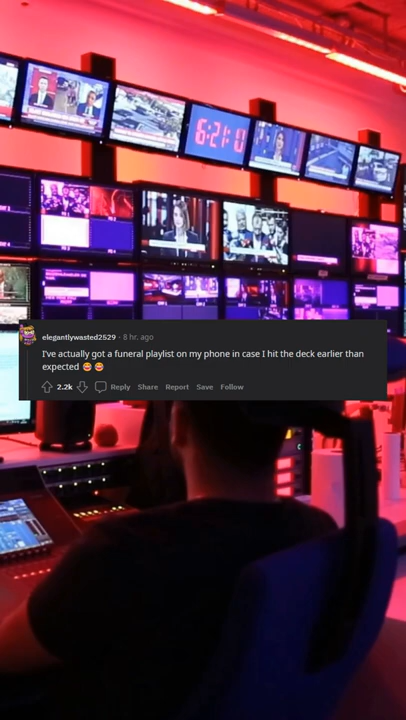 6:21:0
elegantlywasted2529 · 8 hr. ago
I've actually got a funeral playlist on my phone in case I hit the deck earlier than
expected 🤩🤩
2.2k Reply Share Report Save Follow